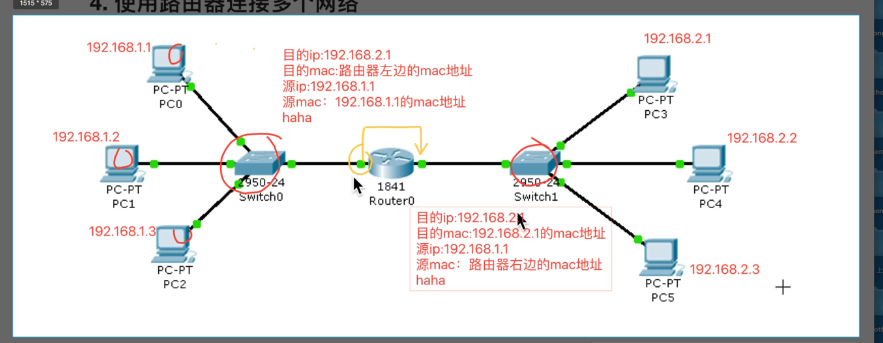 1515 * 575
4. 使用路由器连接多个网络
192.168.1.1
PC-PT
PC0
目的ip:192.168.2.1
目的mac:路由器左边的mac地址
源ip:192.168.1.1
源mac：192.168.1.1的mac地址
haha
192.168.2.1
PC-PT
PC3
192.168.1.2
PC-PT
PC1
2950-24
Switch0
1841
Router0
2950-24
Switch1
192.168.2.2
PC-PT
PC4
192.168.1.3
PC-PT
PC2
目的ip:192.168.2.1
目的mac:192.168.2.1的mac地址
源ip:192.168.1.1
源mac：路由器右边的mac地址
haha
192.168.2.3
PC-PT
PC5